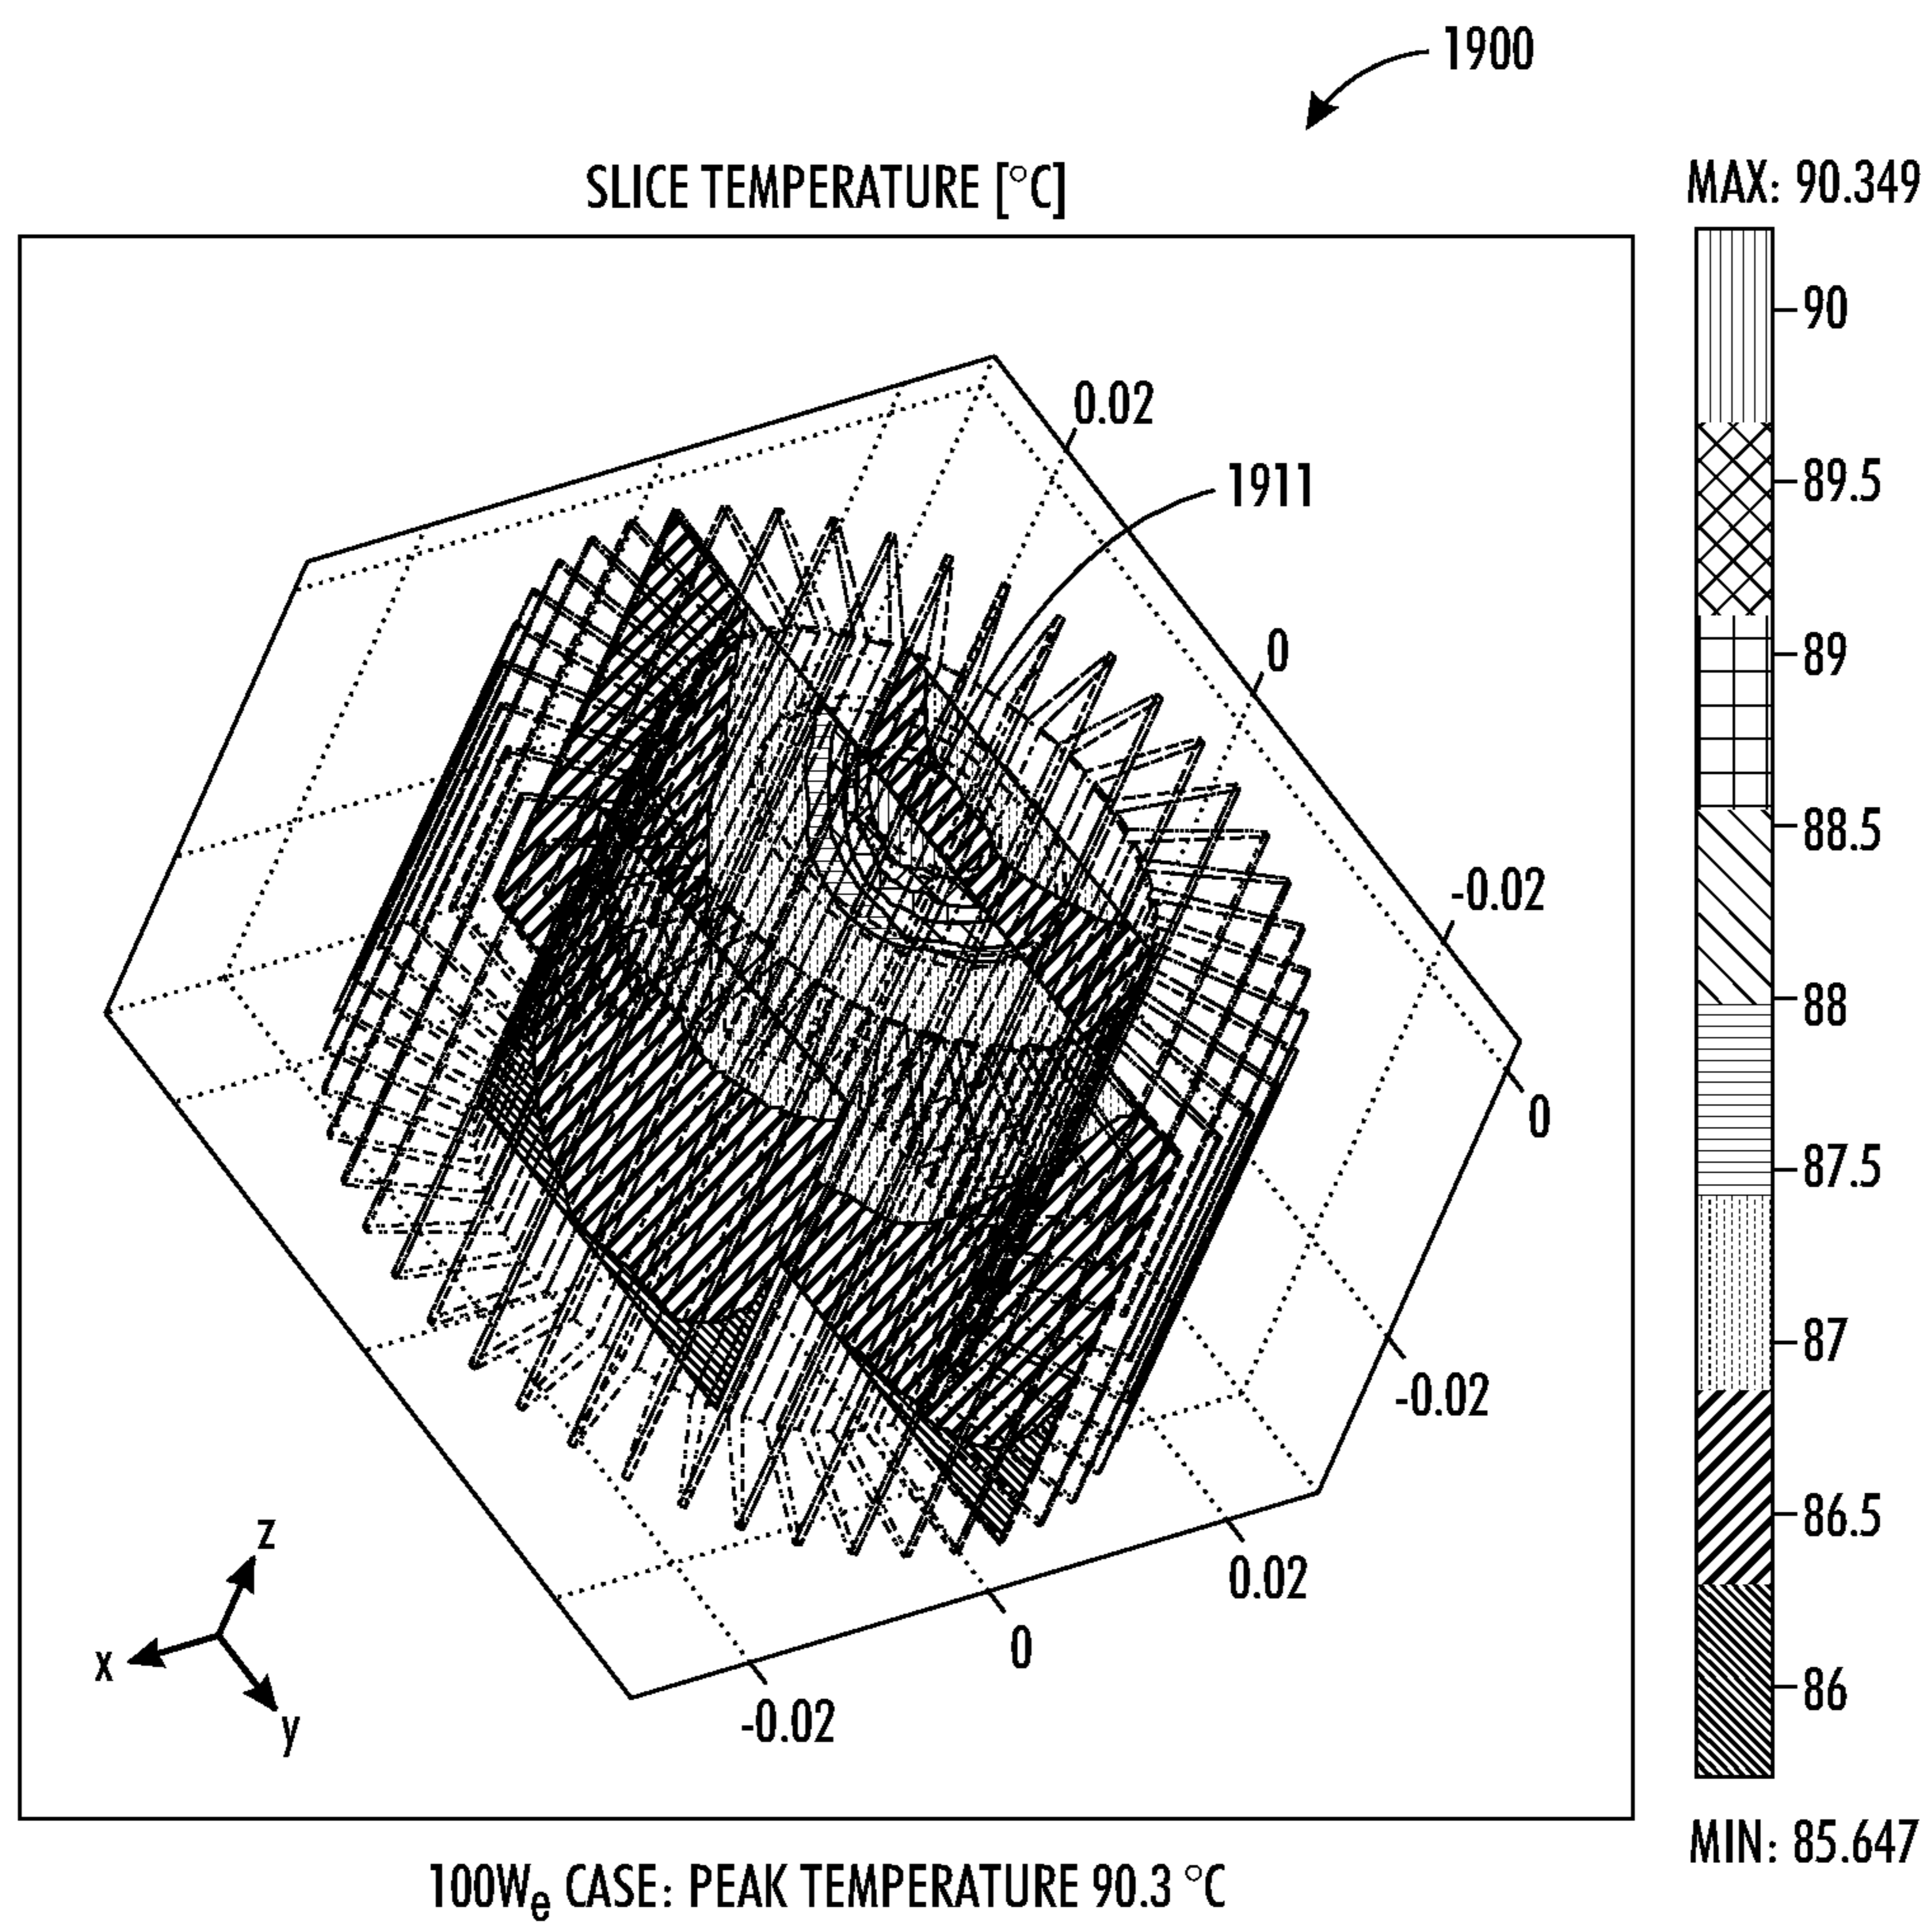 1900
SLICE TEMPERATURE [°C]
MAX: 90.349
90
89.5
89
88.5
88
87.5
87
86.5
86
MIN: 85.647
0.02
1911
0
-0.02
0
-0.02
0.02
0
-0.02
z
x
y
100We CASE: PEAK TEMPERATURE 90.3 °C